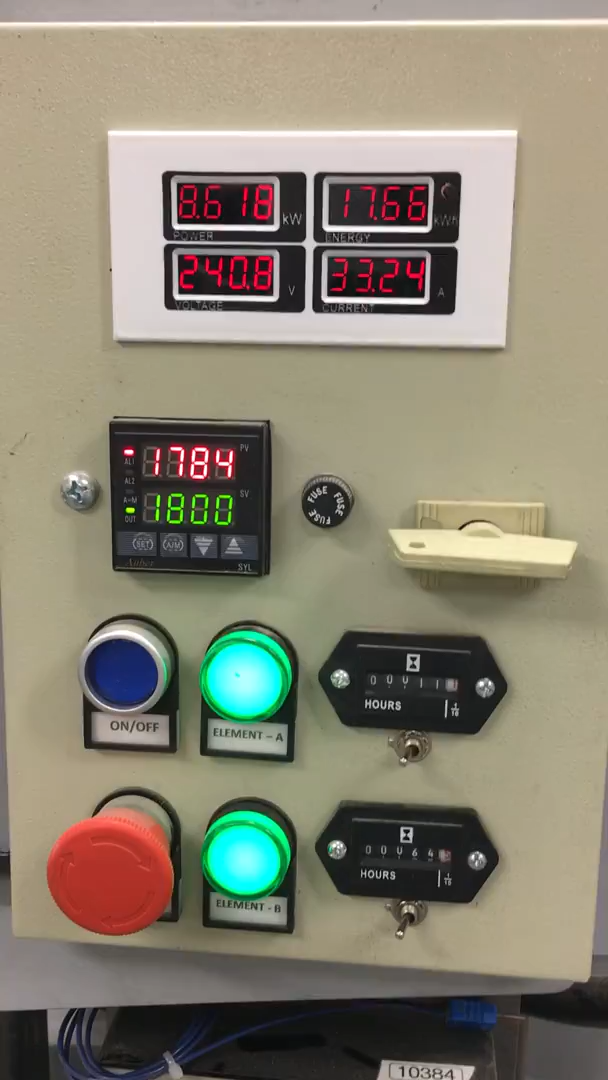 8.618 kW
POWER
17.66 kWh
ENERGY
240.8 V
VOLTAGE
33.24 A
CURRENT
1784 PV
AL1
AL2
1800 SV
A-M
OUT
SET A/M
Auber
SYL
FUSE FUSE FUSE
ON/OFF
ELEMENT - A
HOURS 1/10
ELEMENT - B
HOURS 1/10
10384